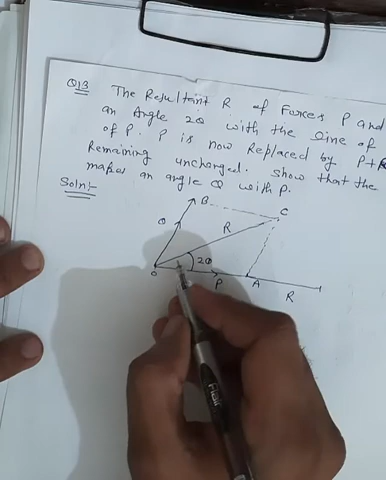 Q13 The Resultant R of Forces P and
an Angle 2θ with the line of
of P. P is now Replaced by P+R
Remaining unchanged. Show that the
makes an angle θ with P.
Soln:-
B
C
Q
R
2θ
O
P
A
R
Flair